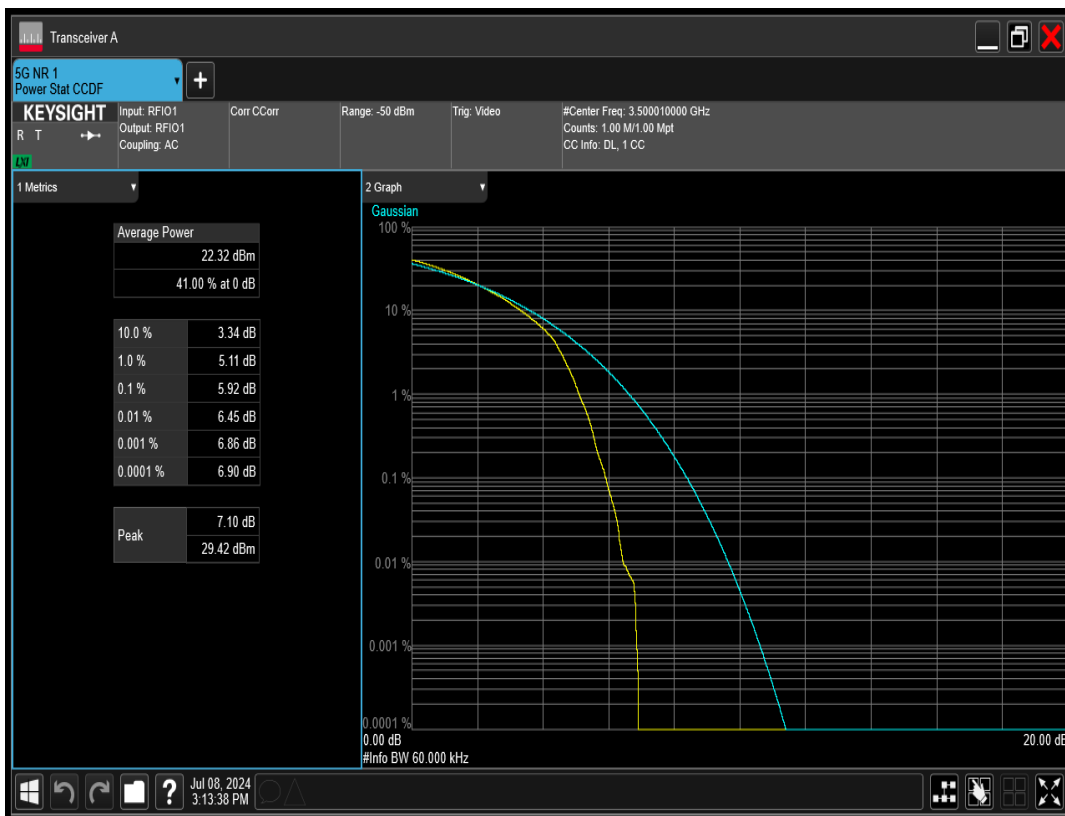 Transceiver A
5G NR 1
Power Stat CCDF
+
KEYSIGHT
R T
LXI
Input: RFIO1
Output: RFIO1
Coupling: AC
Corr CCorr
Range: -50 dBm
Trig: Video
#Center Freq: 3.500010000 GHz
Counts: 1.00 M/1.00 Mpt
CC Info: DL, 1 CC
1 Metrics
Average Power
22.32 dBm
41.00 % at 0 dB
10.0 % 3.34 dB
1.0 % 5.11 dB
0.1 % 5.92 dB
0.01 % 6.45 dB
0.001 % 6.86 dB
0.0001 % 6.90 dB
Peak
7.10 dB
29.42 dBm
2 Graph
Gaussian
100 %
10 %
1 %
0.1 %
0.01 %
0.001 %
0.0001 %
0.00 dB 20.00 dB
#Info BW 60.000 kHz
?
Jul 08, 2024
3:13:38 PM